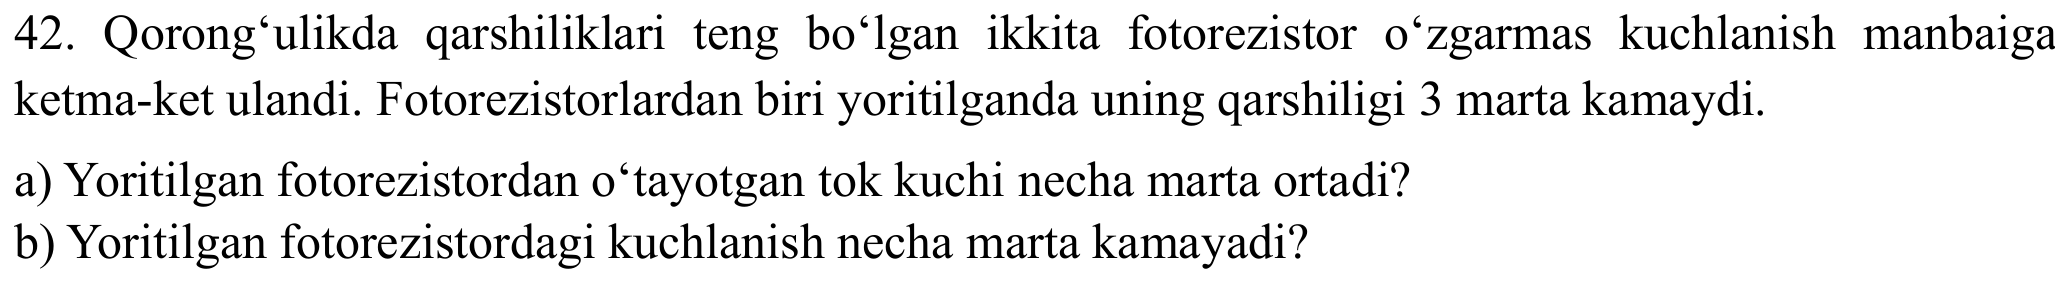 42. Qorong‘ulikda qarshiliklari teng bo‘lgan ikkita fotorezistor o‘zgarmas kuchlanish manbaiga
ketma-ket ulandi. Fotorezistorlardan biri yoritilganda uning qarshiligi 3 marta kamaydi.
a) Yoritilgan fotorezistordan o‘tayotgan tok kuchi necha marta ortadi?
b) Yoritilgan fotorezistordagi kuchlanish necha marta kamayadi?